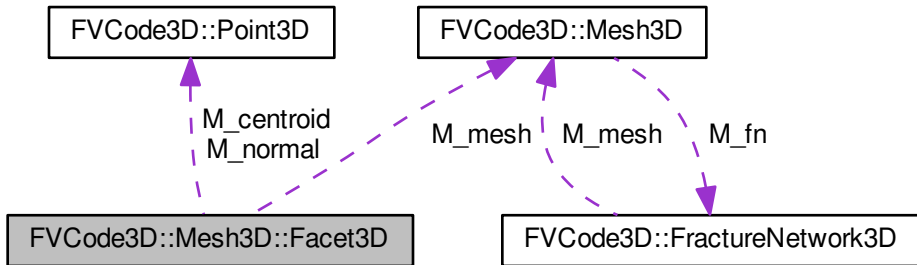 FVCode3D::Point3D
FVCode3D::Mesh3D
M_centroid
M_normal
M_mesh
M_mesh
M_fn
FVCode3D::Mesh3D::Facet3D
FVCode3D::FractureNetwork3D